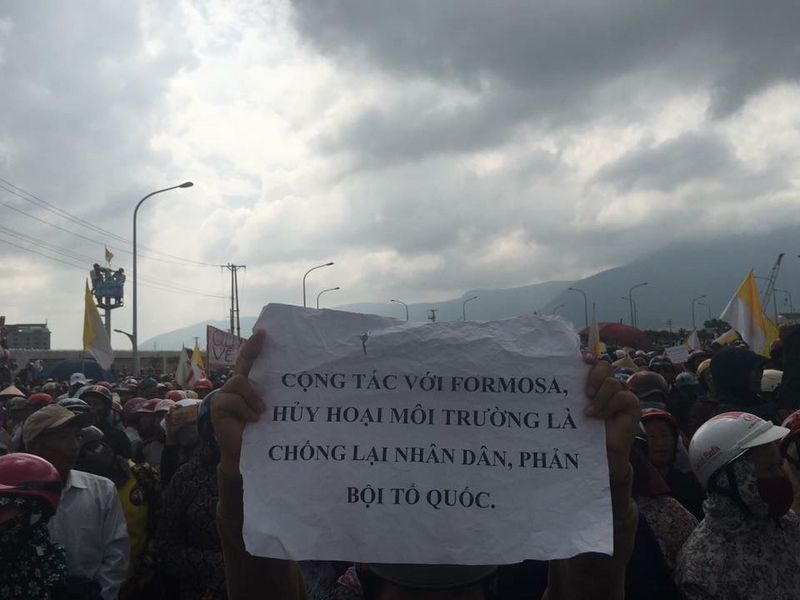 CỘNG TÁC VỚI FORMOSA,
HỦY HOẠI MÔI TRƯỜNG LÀ
CHỐNG LẠI NHÂN DÂN, PHẢN
BỘI TỔ QUỐC.